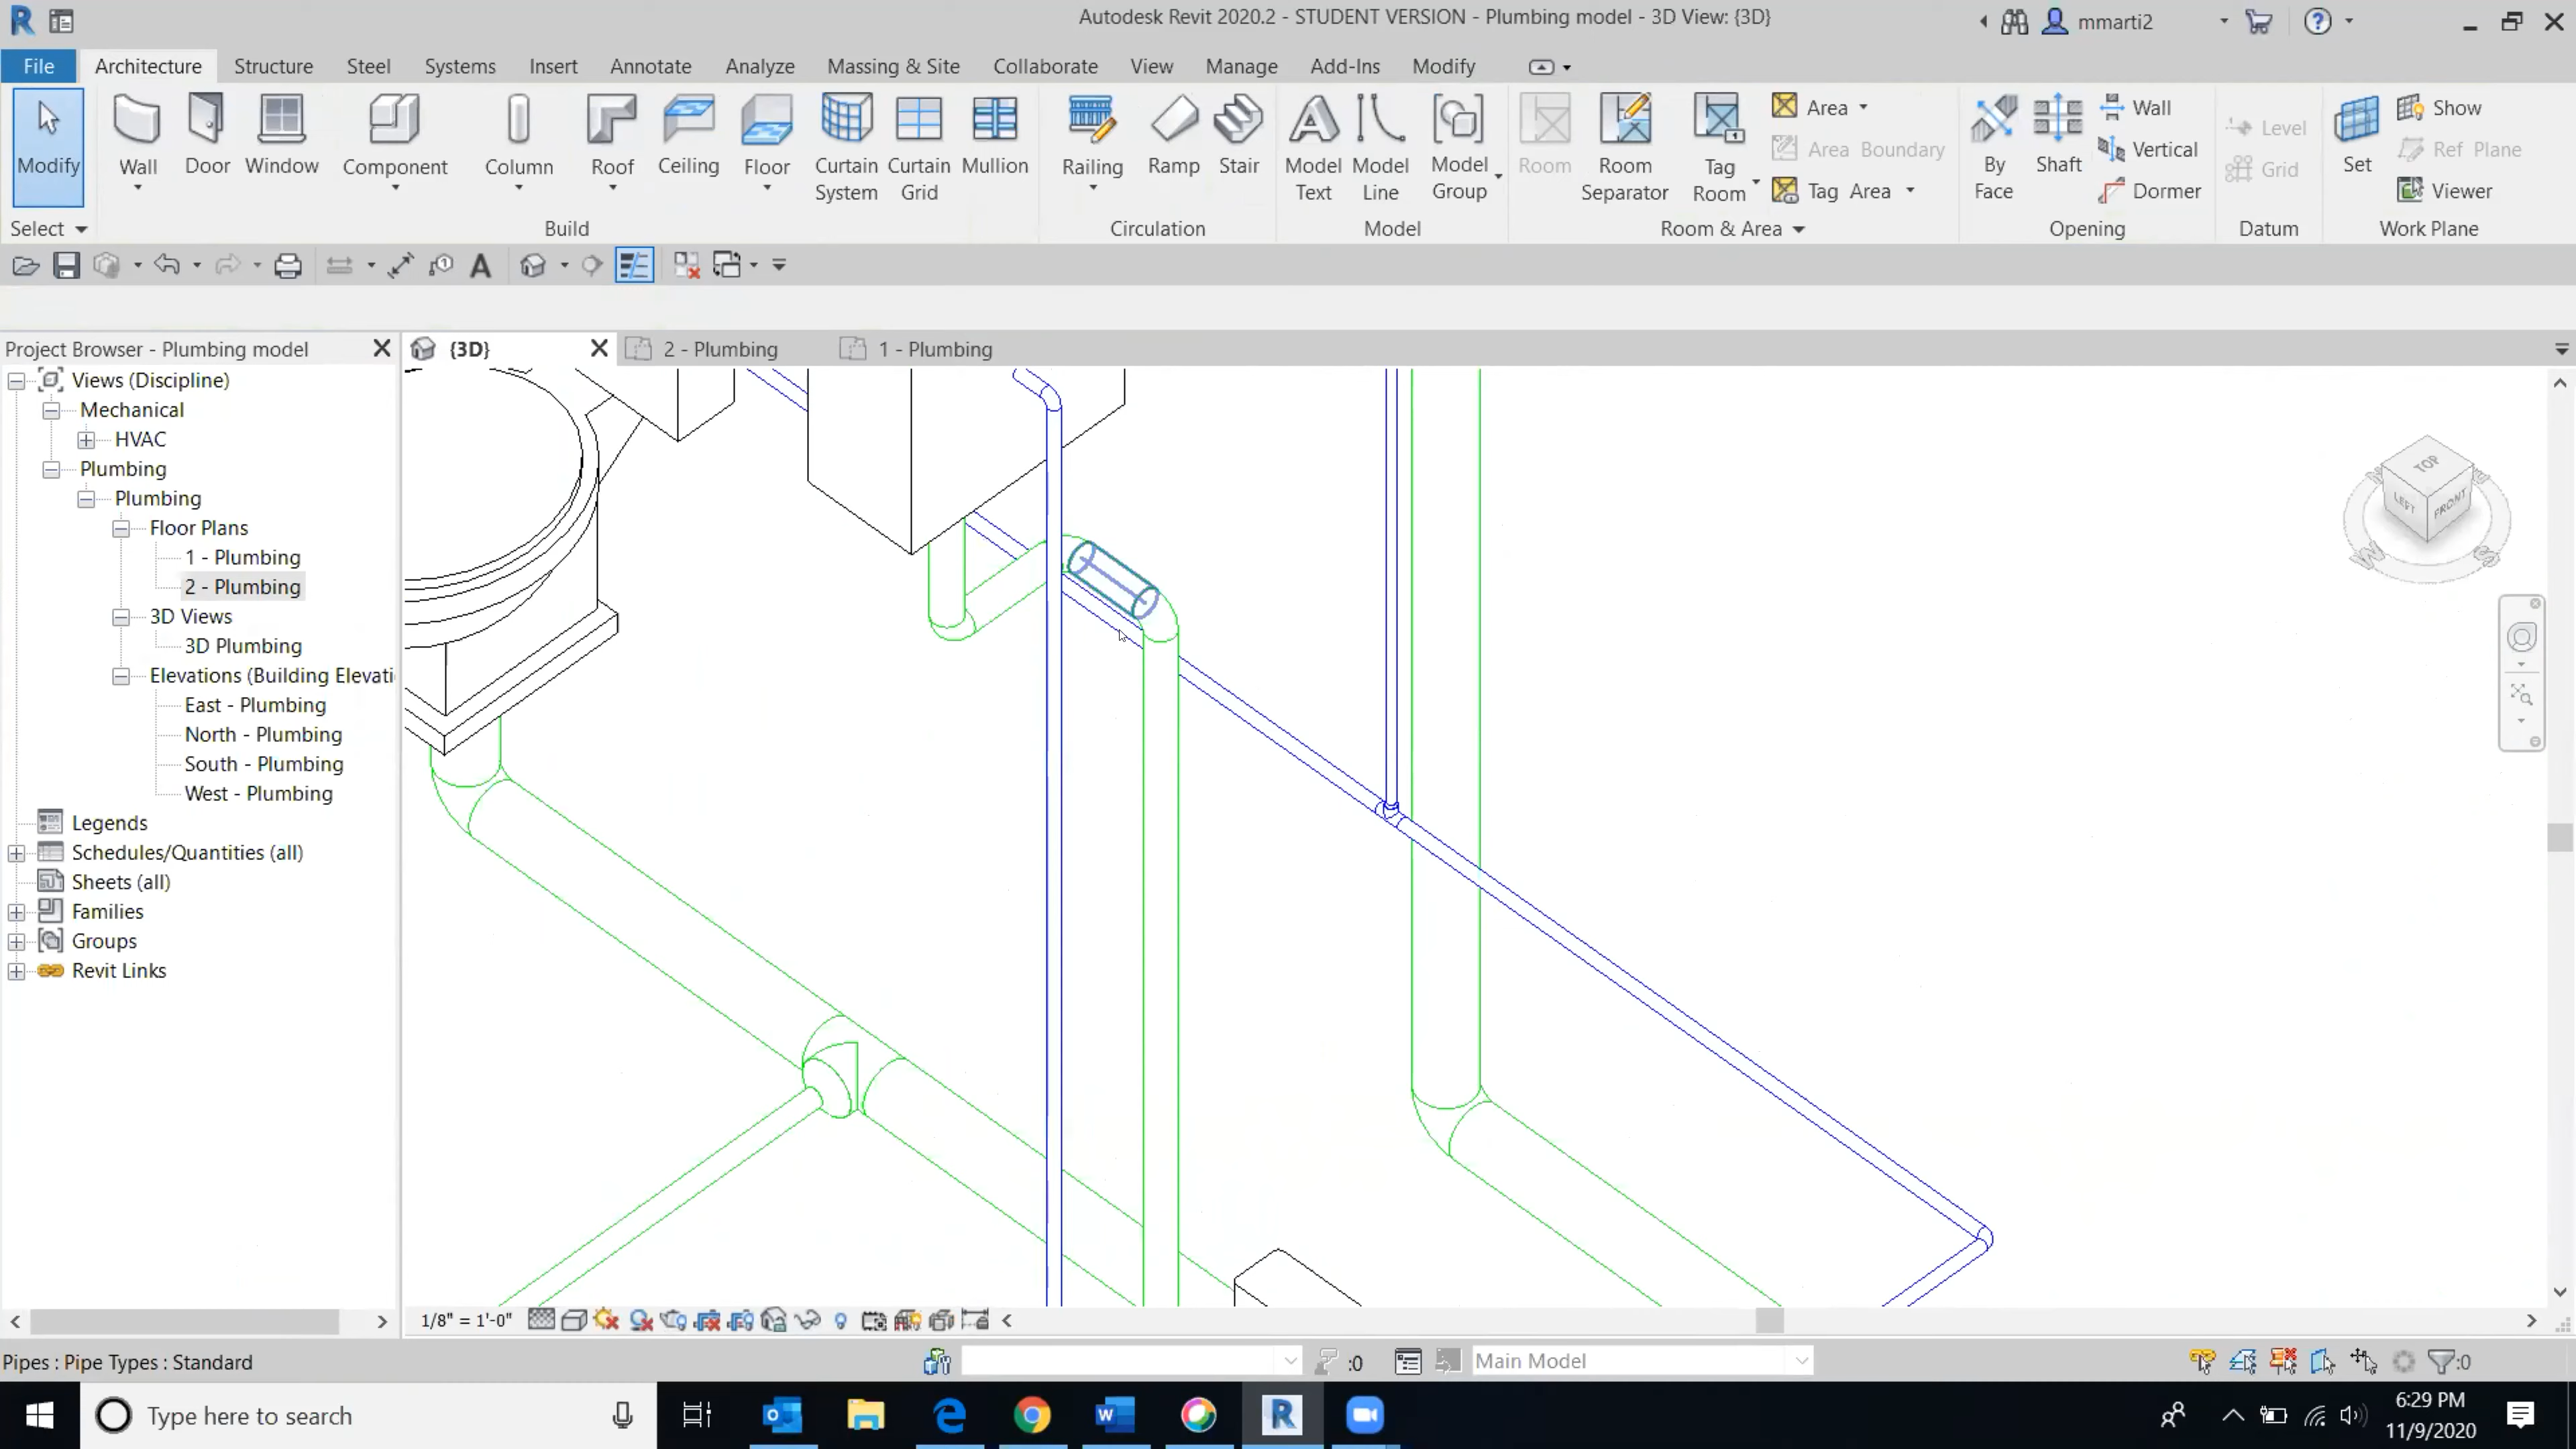 Autodesk Revit 2020.2 - STUDENT VERSION - Plumbing model - 3D View: {3D}
mmarti2
File Architecture Structure Steel Systems Insert Annotate Analyze Massing & Site Collaborate View Manage Add-Ins Modify
Modify
Wall
Door
Window
Component
Column
Roof
Ceiling
Floor
Curtain System
Curtain Grid
Mullion
Railing
Ramp
Stair
Model Text
Model Line
Model Group
Room
Room Separator
Tag Room
Area
Area Boundary
Tag Area
By Face
Shaft
Wall
Vertical
Dormer
Level
Grid
Set
Show
Ref Plane
Viewer
Select Build Circulation Model Room & Area Opening Datum Work Plane
Project Browser - Plumbing model
{3D} 2 - Plumbing 1 - Plumbing
Views (Discipline)
Mechanical
HVAC
Plumbing
Plumbing
Floor Plans
1 - Plumbing
2 - Plumbing
3D Views
3D Plumbing
Elevations (Building Elevati
East - Plumbing
North - Plumbing
South - Plumbing
West - Plumbing
Legends
Schedules/Quantities (all)
Sheets (all)
Families
Groups
Revit Links
TOP
LEFT
FRONT
W
S
1/8" = 1'-0"
Pipes : Pipe Types : Standard
:0
Main Model
:0
Type here to search
6:29 PM
11/9/2020